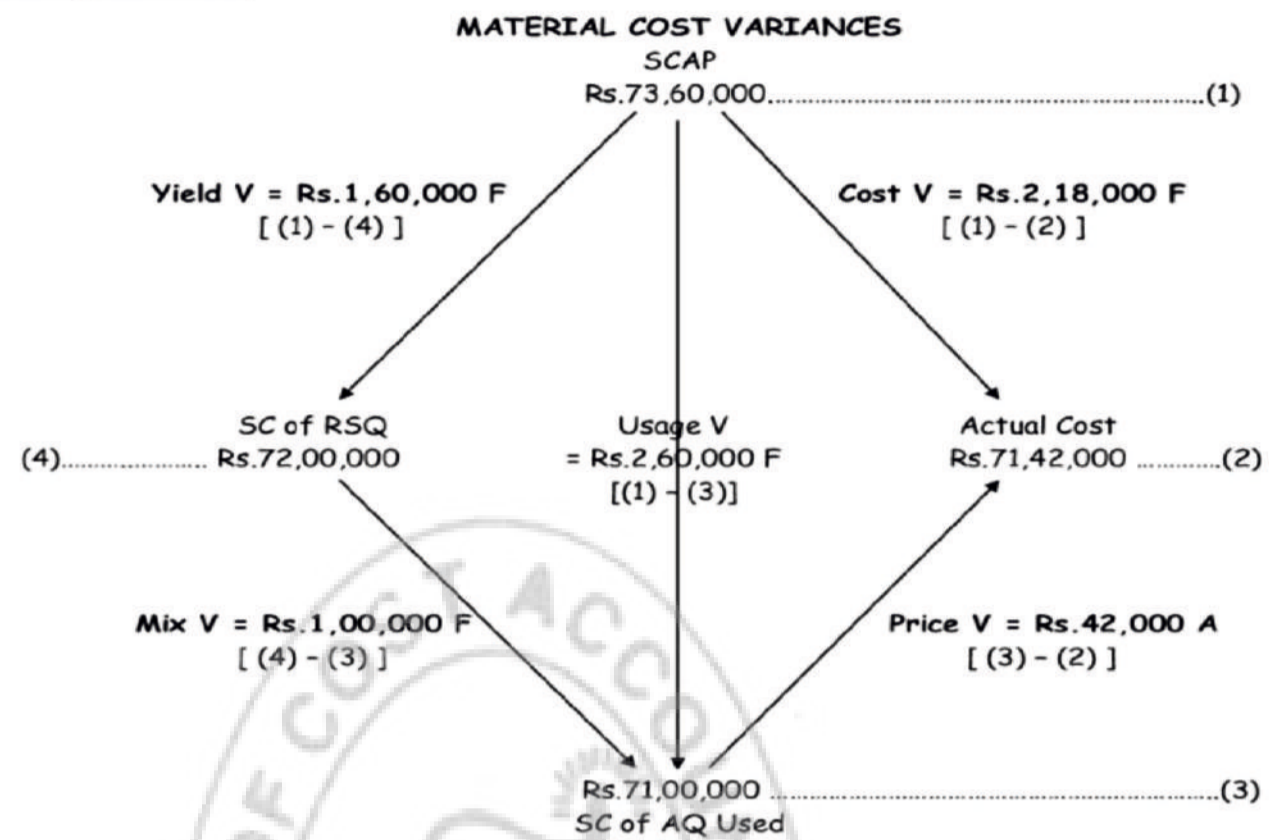 MATERIAL COST VARIANCES
SCAP
Rs.73,60,000..........................................................(1)
Yield V = Rs.1,60,000 F
[ (1) - (4) ]
Cost V = Rs.2,18,000 F
[ (1) - (2) ]
SC of RSQ
(4)................... Rs.72,00,000
Usage V
= Rs.2,60,000 F
[(1) - (3)]
Actual Cost
Rs.71,42,000 ...........(2)
Mix V = Rs.1,00,000 F
[ (4) - (3) ]
Price V = Rs.42,000 A
[ (3) - (2) ]
Rs.71,00,000 ..........................................................(3)
SC of AQ Used
OF COST ACCO